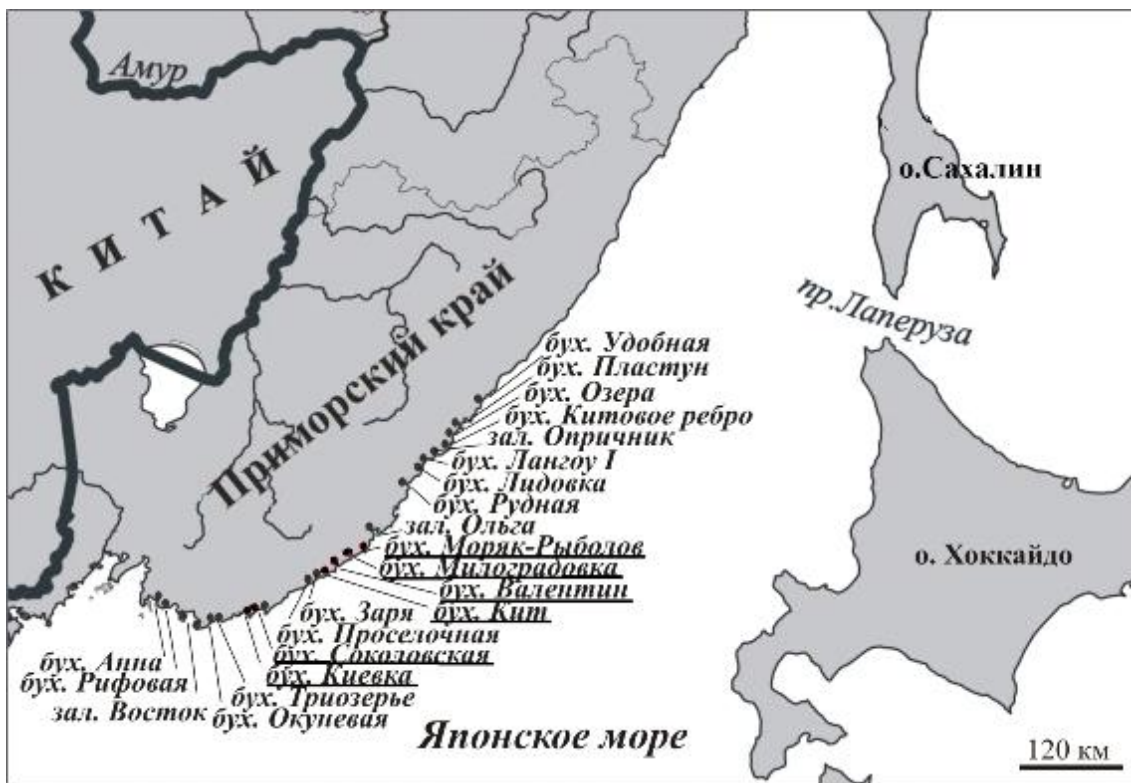 Амур
КИТАЙ
о.Сахалин
пр.Лаперуза
Приморский край
бух. Удобная
бух. Пластун
бух. Озера
бух. Китовое ребро
зал. Опричник
бух. Лангоу I
бух. Лидовка
бух. Рудная
зал. Ольга
бух. Моряк-Рыболов
бух. Милоградовка
бух. Валентин
бух. Кит
бух. Заря
бух. Проселочная
бух. Соколовская
бух. Киевка
бух. Триозерье
бух. Окуневая
бух. Анна
бух. Рифовая
зал. Восток
о. Хоккайдо
Японское море
120 км